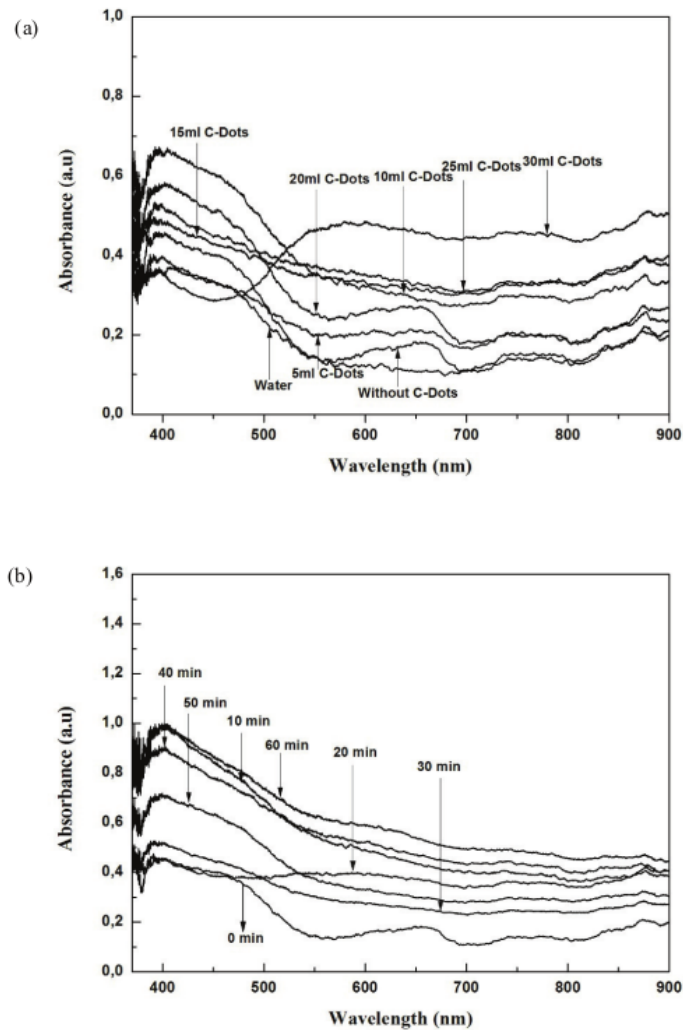 (a)
1,0
0,8
0,6
0,4
0,2
0,0
Absorbance (a.u)
15ml C-Dots
20ml C-Dots
10ml C-Dots
25ml C-Dots
30ml C-Dots
Water
5ml C-Dots
Without C-Dots
400 500 600 700 800 900
Wavelength (nm)
(b)
1,6
1,4
1,2
1,0
0,8
0,6
0,4
0,2
0,0
Absorbance (a.u)
40 min
50 min
10 min
60 min
20 min
30 min
0 min
400 500 600 700 800 900
Wavelength (nm)